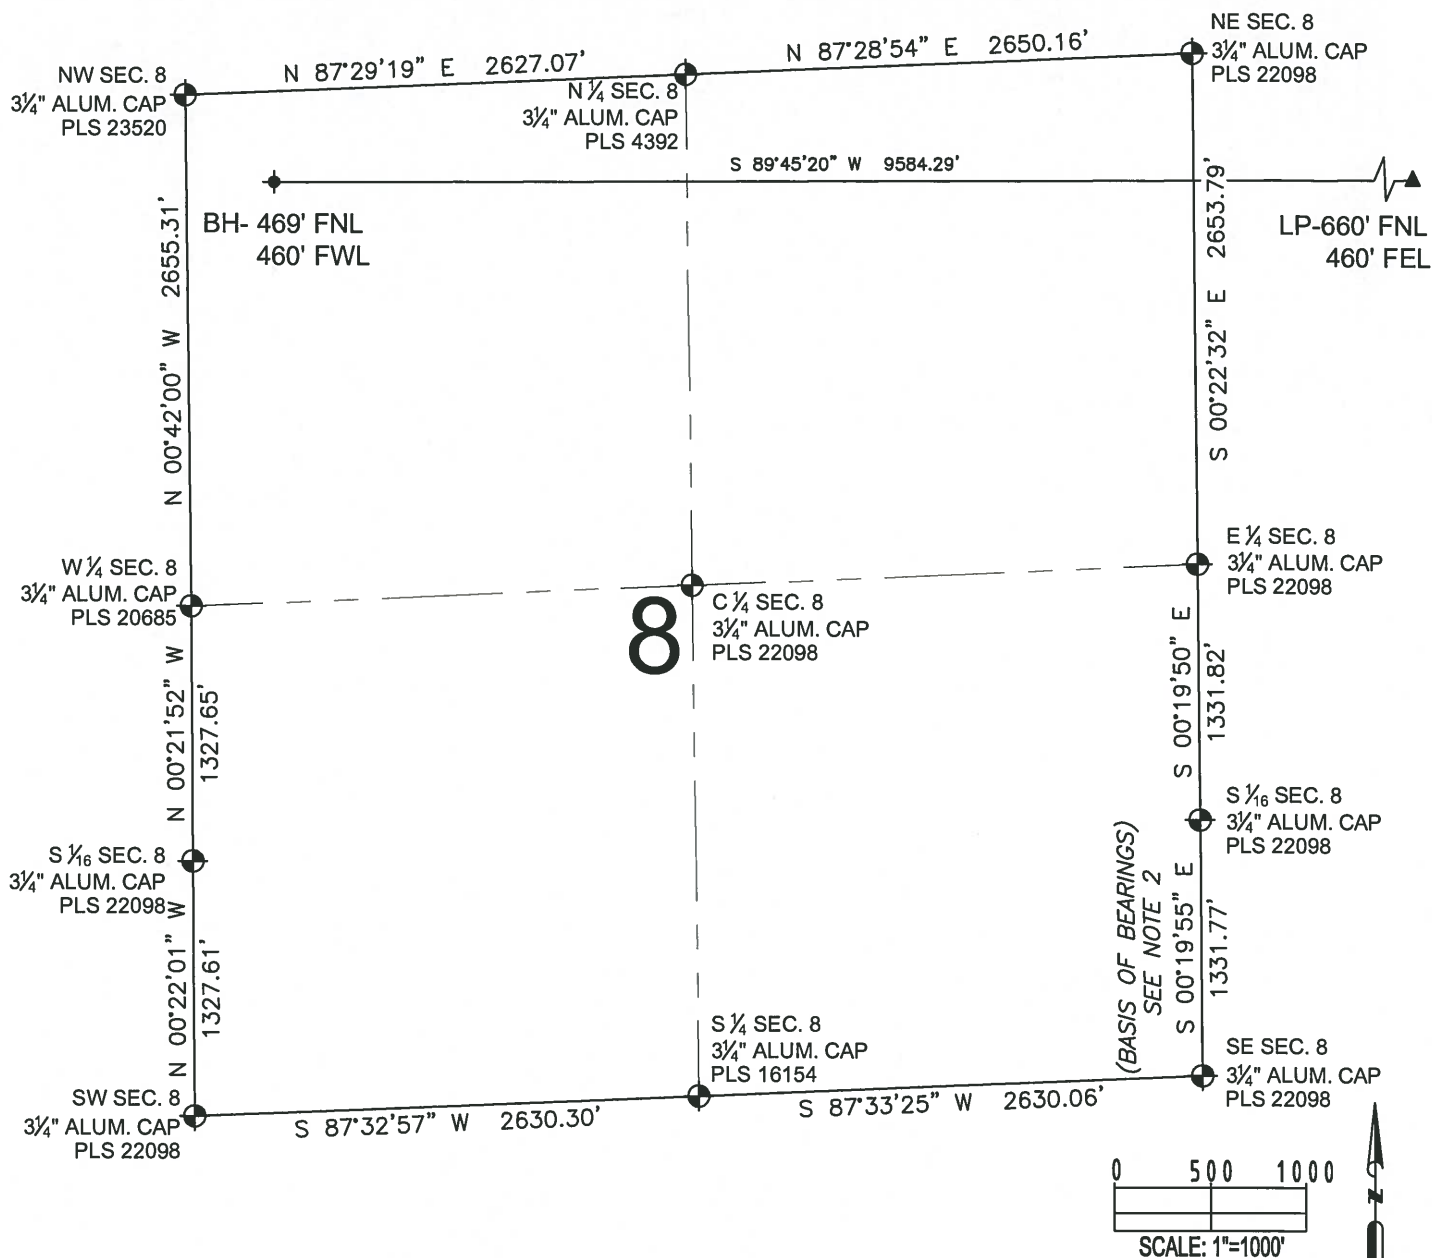 NE SEC. 8
3¼" ALUM. CAP
PLS 22098
N 87°28'54" E 2650.16'
N 87°29'19" E 2627.07'
NW SEC. 8
3¼" ALUM. CAP
PLS 23520
N ¼ SEC. 8
3¼" ALUM. CAP
PLS 4392
S 89°45'20" W 9584.29'
BH- 469' FNL
460' FWL
LP-660' FNL
460' FEL
N 00°42'00" W 2655.31'
S 00°22'32" E 2653.79'
W ¼ SEC. 8
3¼" ALUM. CAP
PLS 20685
E ¼ SEC. 8
3¼" ALUM. CAP
PLS 22098
8
C ¼ SEC. 8
3¼" ALUM. CAP
PLS 22098
N 00°21'52" W
1327.65'
S 00°19'50" E
1331.82'
S 1⁄16 SEC. 8
3¼" ALUM. CAP
PLS 22098
S 1⁄16 SEC. 8
3¼" ALUM. CAP
PLS 22098
N 00°22'01" W
1327.61'
(BASIS OF BEARINGS)
SEE NOTE 2
S 00°19'55" E
1331.77'
S ¼ SEC. 8
3¼" ALUM. CAP
PLS 16154
SE SEC. 8
3¼" ALUM. CAP
PLS 22098
SW SEC. 8
3¼" ALUM. CAP
PLS 22098
S 87°32'57" W 2630.30'
S 87°33'25" W 2630.06'
0 500 1000
SCALE: 1"=1000'
N